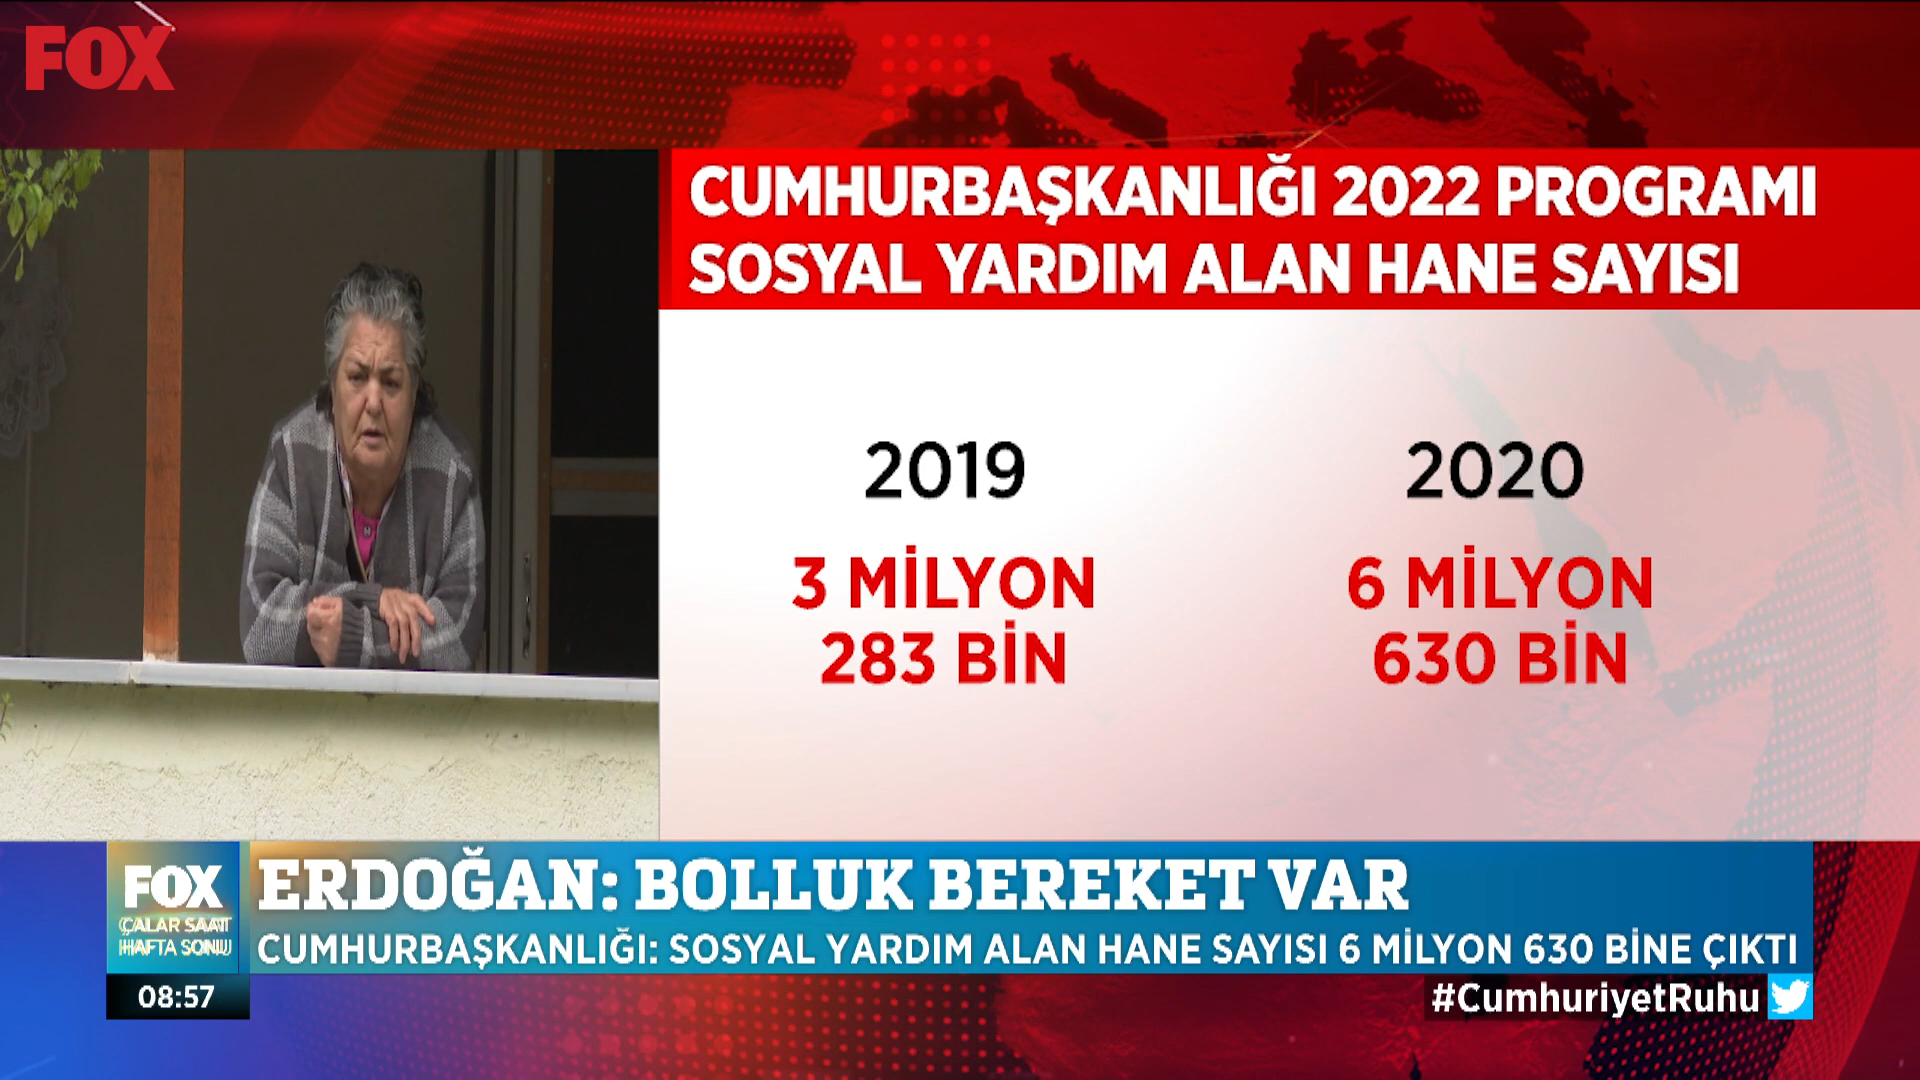 FOX
CUMHURBAŞKANLIĞI 2022 PROGRAMI
SOSYAL YARDIM ALAN HANE SAYISI
2019
3 MİLYON
283 BİN
2020
6 MİLYON
630 BİN
FOX
ÇALAR SAAT
HAFTA SONU
08:57
ERDOĞAN: BOLLUK BEREKET VAR
CUMHURBAŞKANLIĞI: SOSYAL YARDIM ALAN HANE SAYISI 6 MİLYON 630 BİNE ÇIKTI
#CumhuriyetRuhu